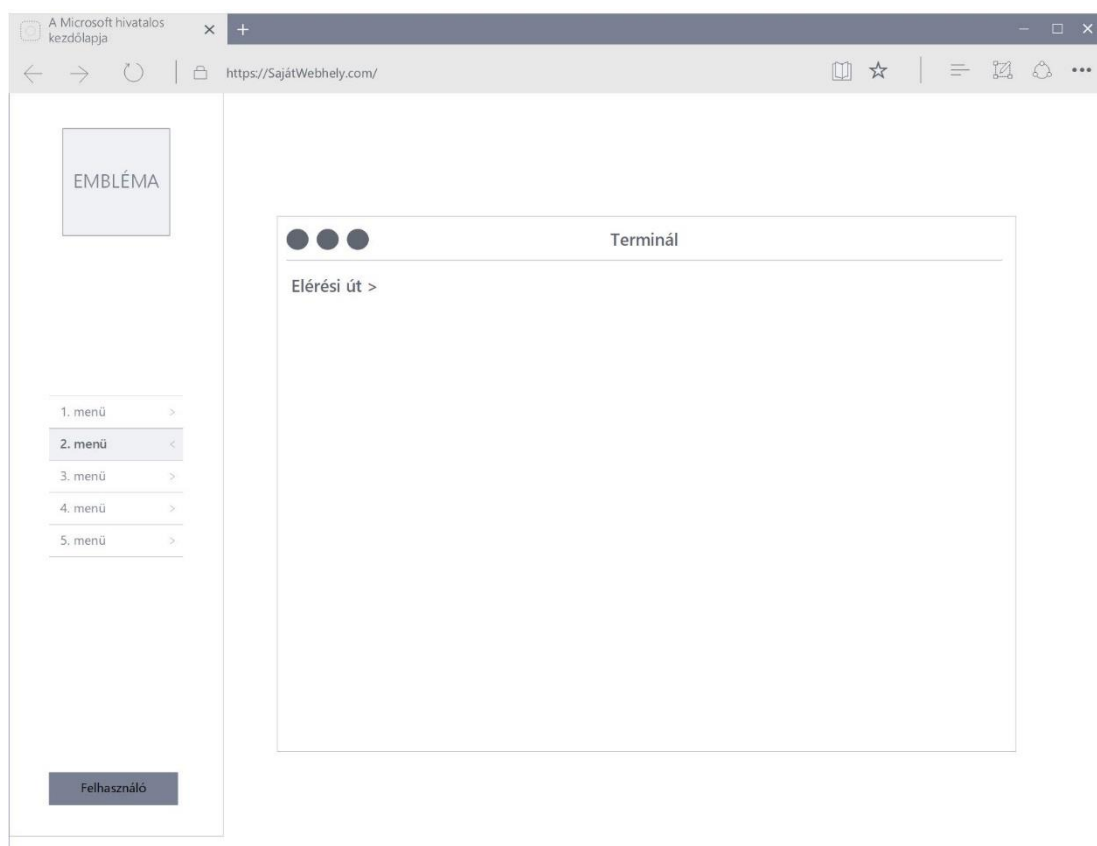 A Microsoft hivatalos
kezdőlapja
https://SajátWebhely.com/
EMBLÉMA
Terminál
Elérési út >
1. menü >
2. menü <
3. menü >
4. menü >
5. menü >
Felhasználó